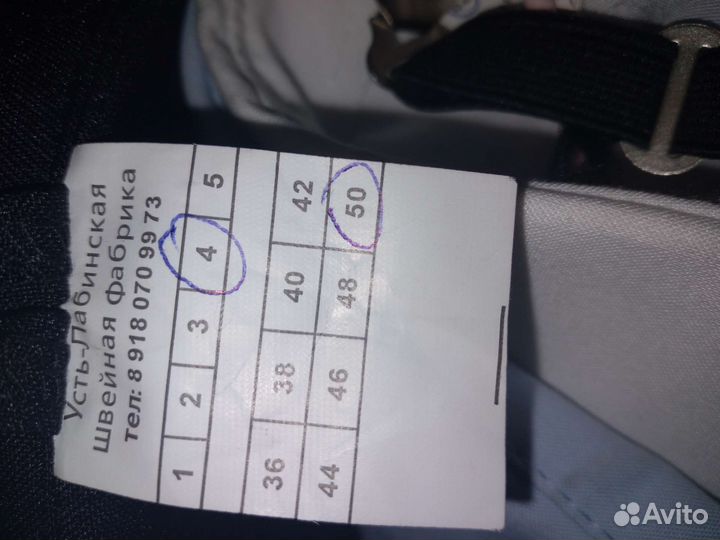 Усть-Лабинская
швейная фабрика
тел: 8 918 070 99 73
1 2 3 4 5
36 38 40 42
44 46 48 50
Avito